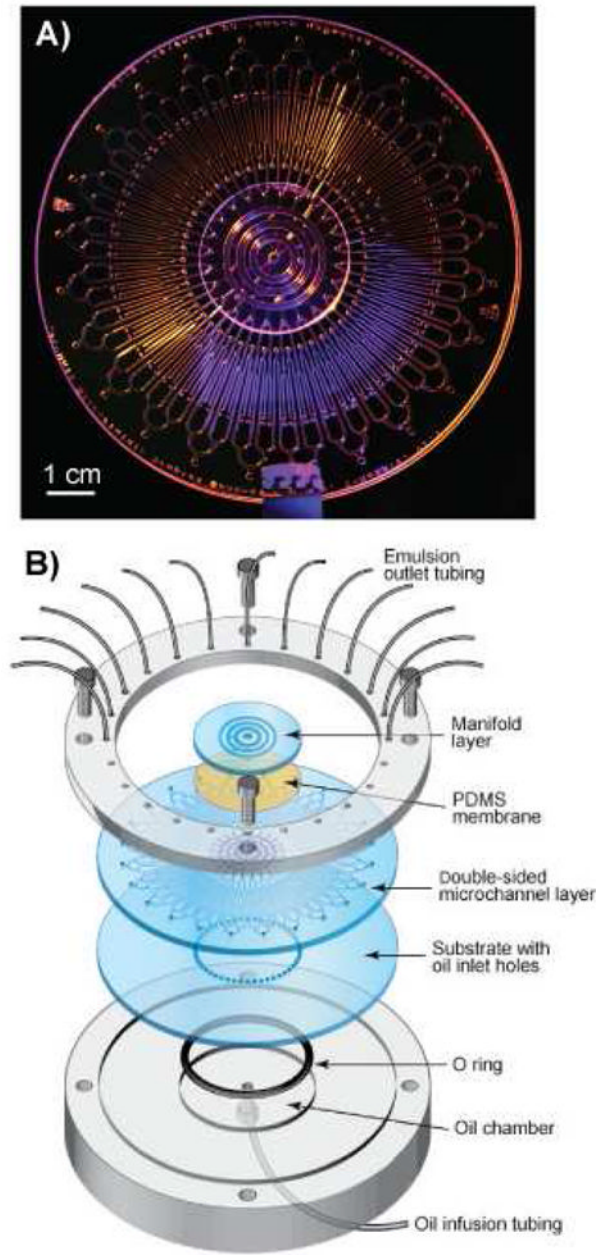 A)
1 cm
B)
Emulsion
outlet tubing
Manifold
layer
PDMS
membrane
Double-sided
microchannel layer
Substrate with
oil inlet holes
O ring
Oil chamber
Oil infusion tubing